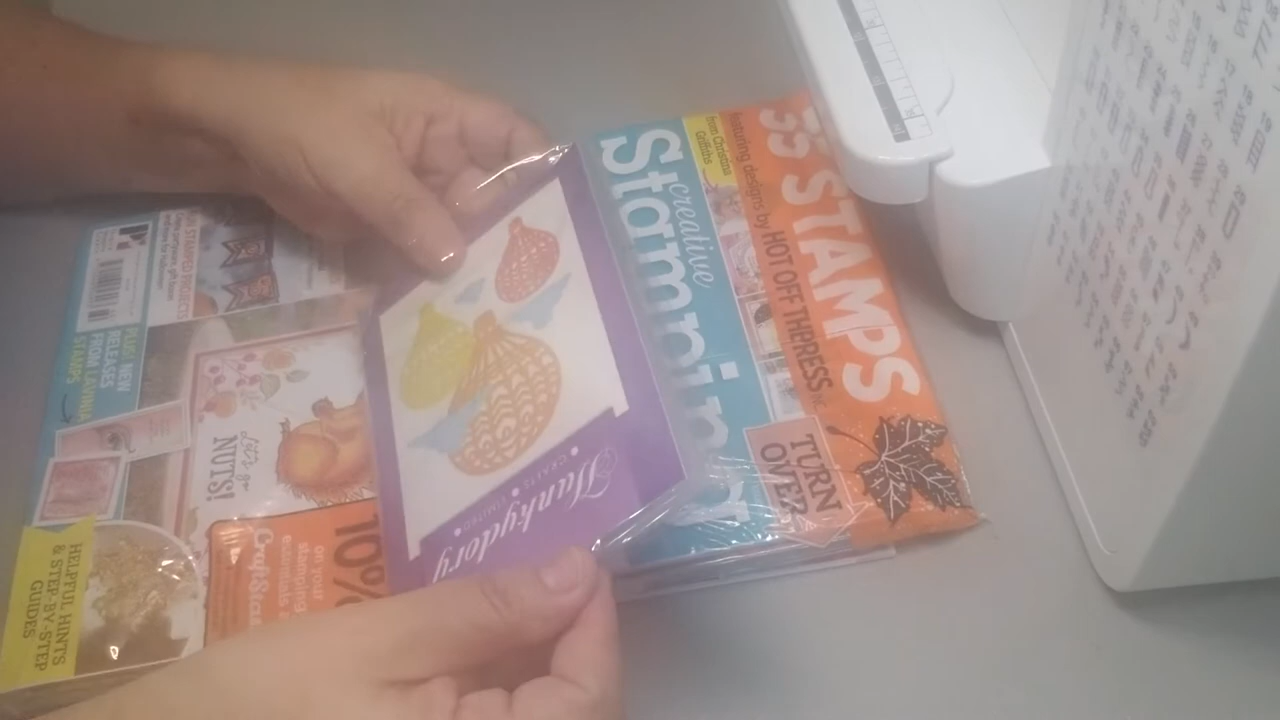 35 STAMPS
featuring designs by HOT OFF THE PRESS
TURN
OVER
from Christina
Griffiths
creative
Stamping
Hunkydory
• CRAFTS • LIMITED •
STAMPED PROJECTS
PLUS! NEW
RELEASES
FROM LAVINIA
STAMPS
Let's go
NUTS!
10%
on your
stamping
essentials
HELPFUL HINTS
& STEP-BY-STEP
GUIDES